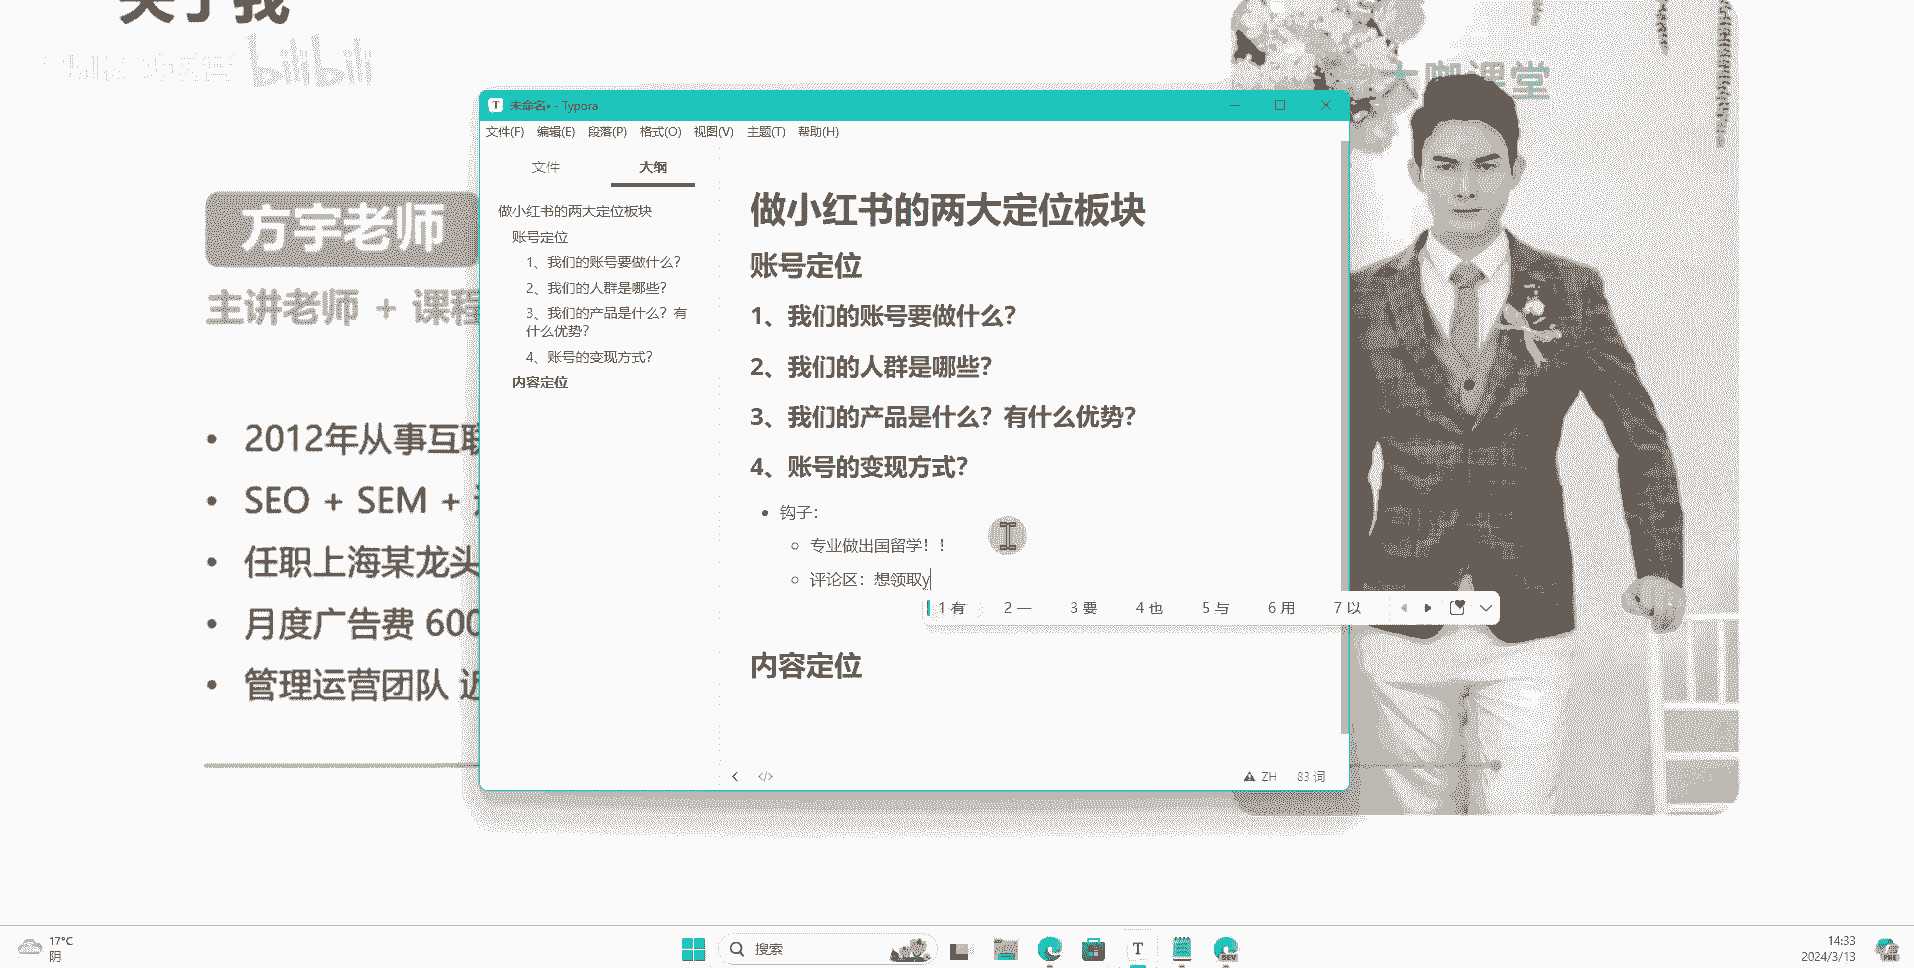 关于我
bilibili
大咖课堂
方宇老师
主讲老师 + 课程
2012年从事互联
SEO + SEM +
任职上海某龙头
月度广告费 600
管理运营团队 近
未命名• - Typora
文件(F) 编辑(E) 段落(P) 格式(O) 视图(V) 主题(T) 帮助(H)
文件 大纲
做小红书的两大定位板块
账号定位
1、我们的账号要做什么？
2、我们的人群是哪些？
3、我们的产品是什么？有
什么优势？
4、账号的变现方式？
内容定位
做小红书的两大定位板块
账号定位
1、我们的账号要做什么？
2、我们的人群是哪些？
3、我们的产品是什么？有什么优势？
4、账号的变现方式？
钩子：
专业做出国留学！！
评论区：想领取y
1 有 2 一 3 要 4 也 5 与 6 用 7 以
内容定位
ZH 83 词
17°C
阴
搜索
T
DEV
14:33
2024/3/13
PRE